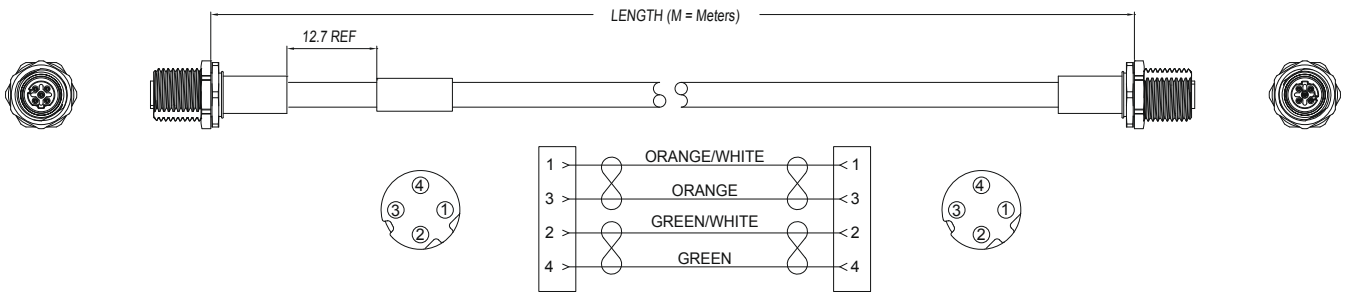 LENGTH (M = Meters)
12.7 REF
1 ORANGE/WHITE 1
3 ORANGE 3
2 GREEN/WHITE 2
4 GREEN 4
4
3 1
2
4
3 1
2